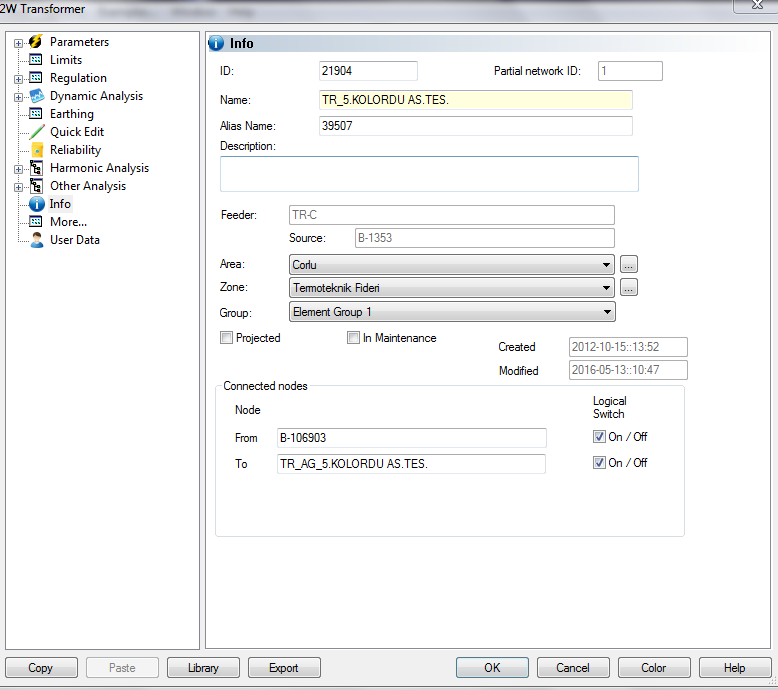 2W Transformer
Parameters
Limits
Regulation
Dynamic Analysis
Earthing
Quick Edit
Reliability
Harmonic Analysis
Other Analysis
Info
More...
User Data
Info
ID: 21904 Partial network ID: 1
Name: TR_5.KOLORDU AS.TES.
Alias Name: 39507
Description:
Feeder: TR-C
Source: B-1353
Area: Corlu ...
Zone: Termoteknik Fideri ...
Group: Element Group 1
Projected In Maintenance
Created 2012-10-15::13:52
Modified 2016-05-13::10:47
Connected nodes
Node Logical Switch
From B-106903 On / Off
To TR_AG_5.KOLORDU AS.TES. On / Off
Copy Paste Library Export OK Cancel Color Help